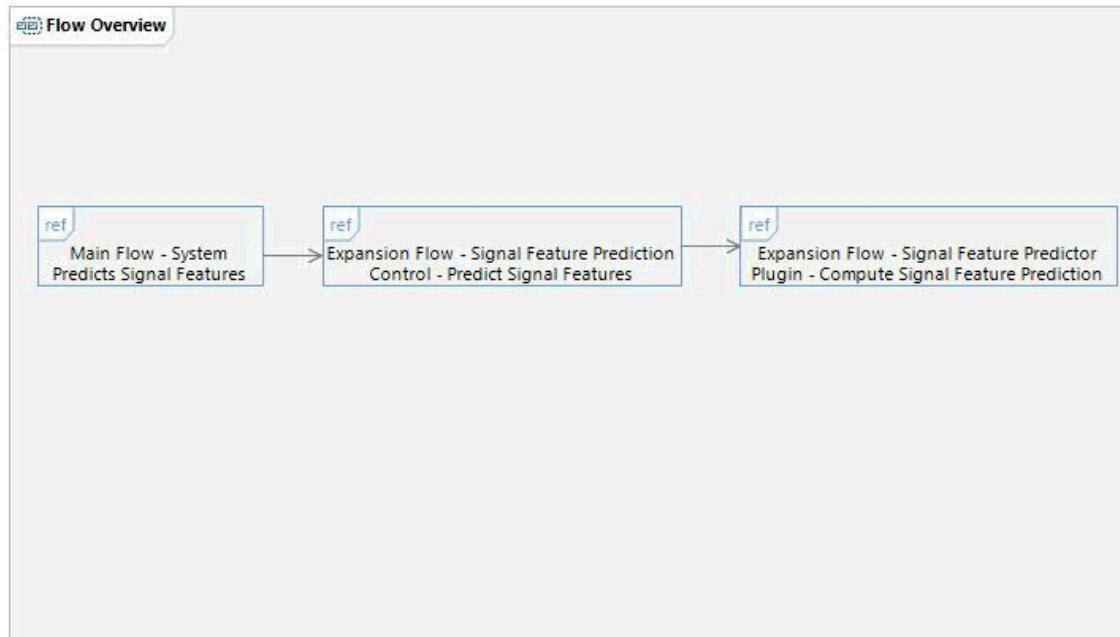 Flow Overview
ref
Main Flow - System
Predicts Signal Features
ref
Expansion Flow - Signal Feature Prediction
Control - Predict Signal Features
ref
Expansion Flow - Signal Feature Predictor
Plugin - Compute Signal Feature Prediction